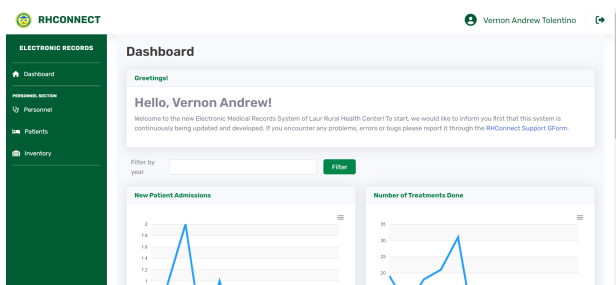 RHCONNECT
Vernon Andrew Tolentino
ELECTRONIC RECORDS
Dashboard
PERSONNEL SECTION
Personnel
Patients
Inventory
Dashboard
Greetings!
Hello, Vernon Andrew!
Welcome to the new Electronic Medical Records System of Laur Rural Health Center! To start, we would like to inform you first that this system is
continuously being updated and developed. If you encounter any problems, errors or bugs please report it through the RHConnect Support GForm.
Filter by
year
Filter
New Patient Admissions
2
1.8
1.6
1.4
1.2
1
Number of Treatments Done
35
30
25
20